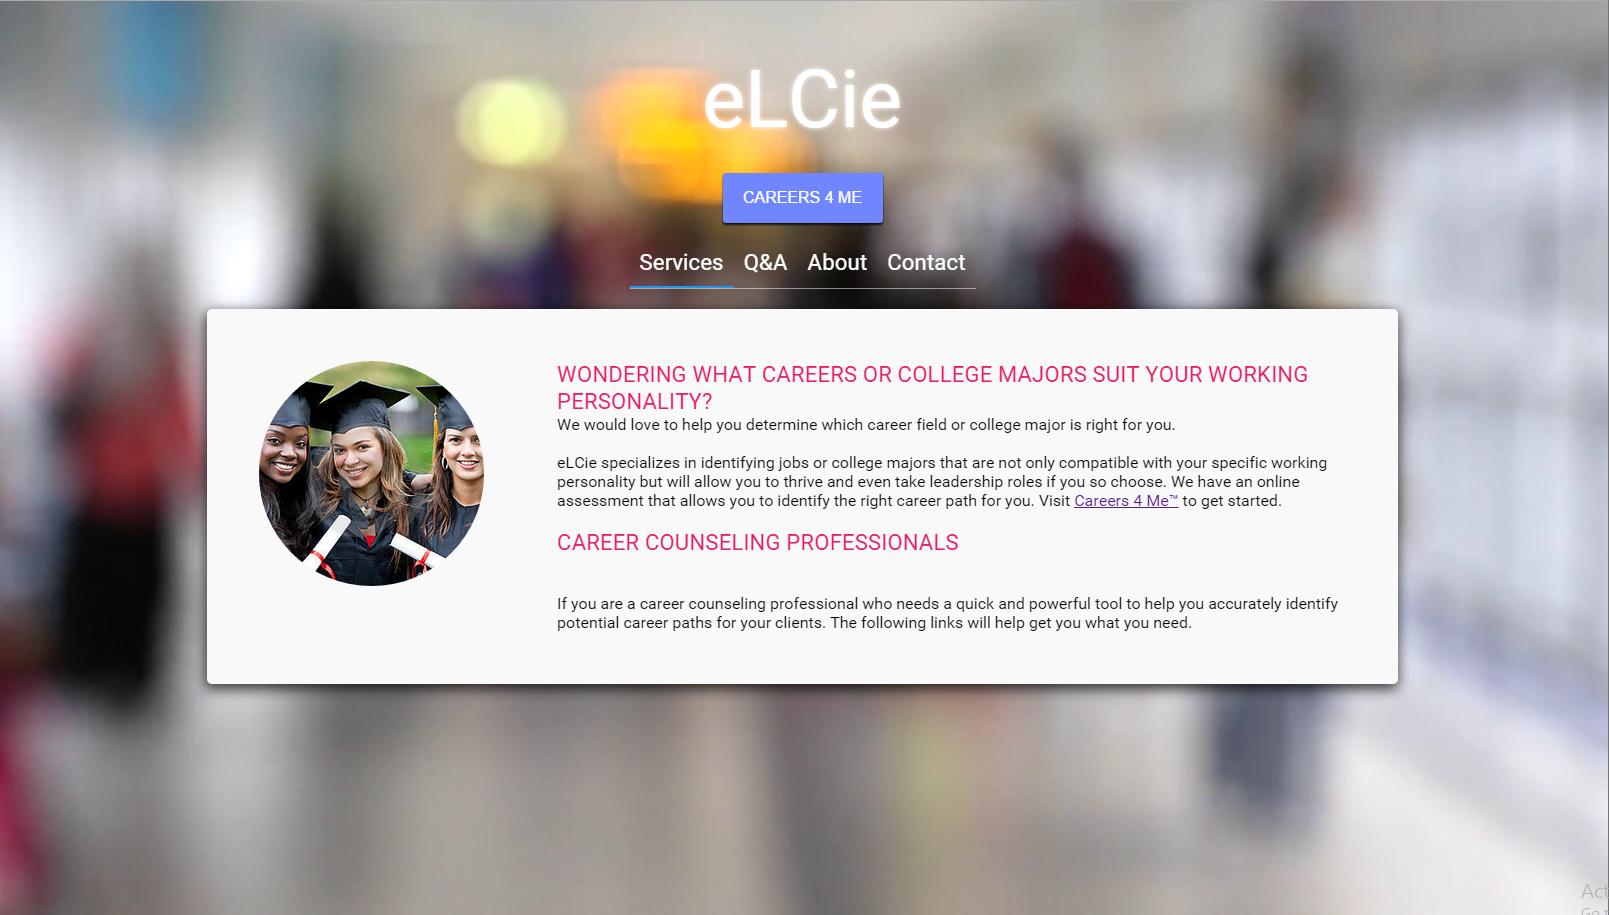 eLCie
CAREERS 4 ME
Services Q&A About Contact
WONDERING WHAT CAREERS OR COLLEGE MAJORS SUIT YOUR WORKING
PERSONALITY?
We would love to help you determine which career field or college major is right for you.
eLCie specializes in identifying jobs or college majors that are not only compatible with your specific working
personality but will allow you to thrive and even take leadership roles if you so choose. We have an online
assessment that allows you to identify the right career path for you. Visit Careers 4 Me™ to get started.
CAREER COUNSELING PROFESSIONALS
If you are a career counseling professional who needs a quick and powerful tool to help you accurately identify
potential career paths for your clients. The following links will help get you what you need.
Act